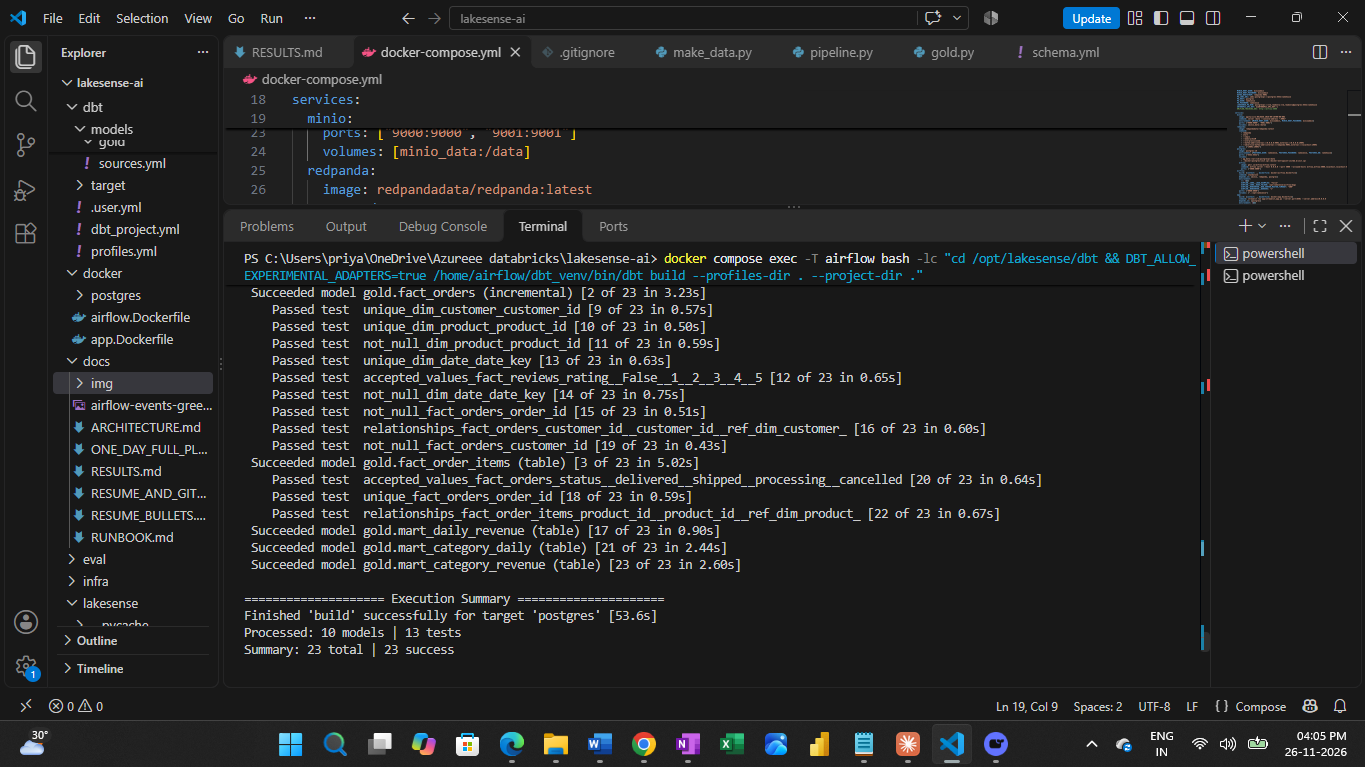 File Edit Selection View Go Run ···
lakesense-ai
Update
Explorer
lakesense-ai
dbt
models
gold
sources.yml
target
.user.yml
dbt_project.yml
profiles.yml
docker
postgres
airflow.Dockerfile
app.Dockerfile
docs
img
airflow-events-gree...
ARCHITECTURE.md
ONE_DAY_FULL_PL...
RESULTS.md
RESUME_AND_GIT...
RESUME_BULLETS....
RUNBOOK.md
eval
infra
lakesense
__pycache__
Outline
Timeline
RESULTS.md docker-compose.yml .gitignore make_data.py pipeline.py gold.py schema.yml
docker-compose.yml
18 services:
19 minio:
23 ports: ["9000:9000", "9001:9001"]
24 volumes: [minio_data:/data]
25 redpanda:
26 image: redpandadata/redpanda:latest
Problems Output Debug Console Terminal Ports
powershell
powershell
PS C:\Users\priya\OneDrive\Azureee databricks\lakesense-ai> docker compose exec -T airflow bash -lc "cd /opt/lakesense/dbt && DBT_ALLOW_
EXPERIMENTAL_ADAPTERS=true /home/airflow/dbt_venv/bin/dbt build --profiles-dir . --project-dir ."
Succeeded model gold.fact_orders (incremental) [2 of 23 in 3.23s]
Passed test unique_dim_customer_customer_id [9 of 23 in 0.57s]
Passed test unique_dim_product_product_id [10 of 23 in 0.50s]
Passed test not_null_dim_product_product_id [11 of 23 in 0.59s]
Passed test unique_dim_date_date_key [13 of 23 in 0.63s]
Passed test accepted_values_fact_reviews_rating__False__1__2__3__4__5 [12 of 23 in 0.65s]
Passed test not_null_dim_date_date_key [14 of 23 in 0.75s]
Passed test not_null_fact_orders_order_id [15 of 23 in 0.51s]
Passed test relationships_fact_orders_customer_id__customer_id__ref_dim_customer_ [16 of 23 in 0.60s]
Passed test not_null_fact_orders_customer_id [19 of 23 in 0.43s]
Succeeded model gold.fact_order_items (table) [3 of 23 in 5.02s]
Passed test accepted_values_fact_orders_status__delivered__shipped__processing__cancelled [20 of 23 in 0.64s]
Passed test unique_fact_orders_order_id [18 of 23 in 0.59s]
Passed test relationships_fact_order_items_product_id__product_id__ref_dim_product_ [22 of 23 in 0.67s]
Succeeded model gold.mart_daily_revenue (table) [17 of 23 in 0.90s]
Succeeded model gold.mart_category_daily (table) [21 of 23 in 2.44s]
Succeeded model gold.mart_category_revenue (table) [23 of 23 in 2.60s]
==================== Execution Summary =====================
Finished 'build' successfully for target 'postgres' [53.6s]
Processed: 10 models | 13 tests
Summary: 23 total | 23 success
1
0 0
Ln 19, Col 9 Spaces: 2 UTF-8 LF { } Compose
30°
ENG
IN
04:05 PM
26-11-2026